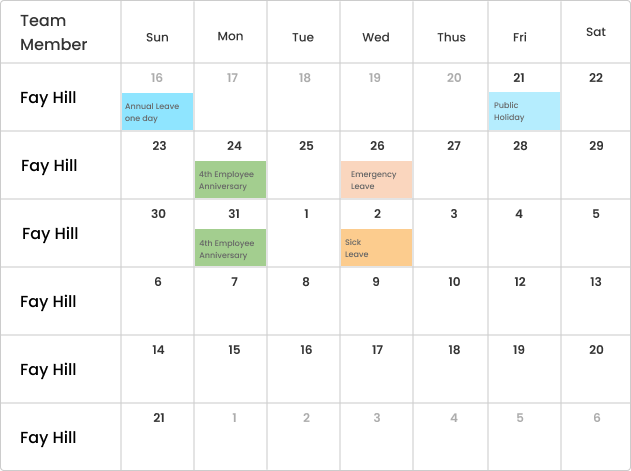 Team Member Sun Mon Tue Wed Thus Fri Sat
Fay Hill 16 17 18 19 20 21 22
Annual Leave
one day
Public
Holiday
Fay Hill 23 24 25 26 27 28 29
4th Employee
Anniversary
Emergency
Leave
Fay Hill 30 31 1 2 3 4 5
4th Employee
Anniversary
Sick
Leave
Fay Hill 6 7 8 9 10 12 13
Fay Hill 14 15 16 17 18 19 20
Fay Hill 21 1 2 3 4 5 6